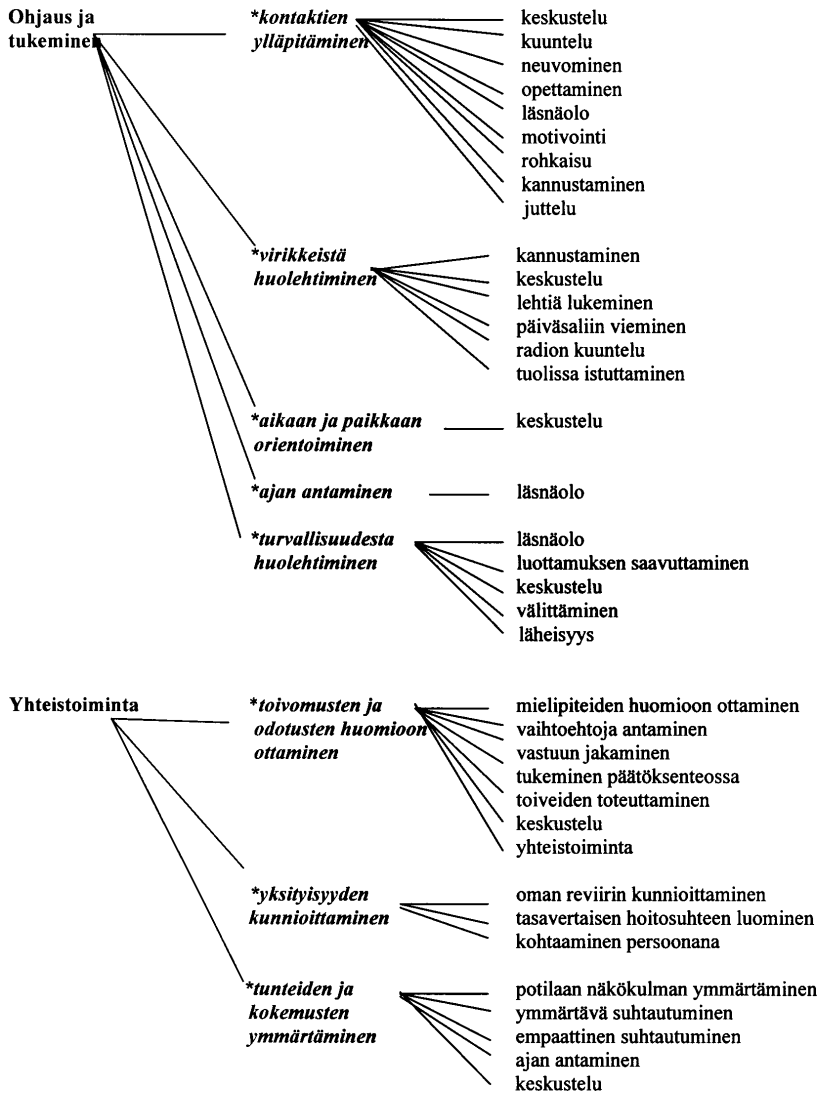 Ohjaus ja
tukeminen
*kontaktien
ylläpitäminen
keskustelu
kuuntelu
neuvominen
opettaminen
läsnäolo
motivointi
rohkaisu
kannustaminen
juttelu
*virikkeistä
huolehtiminen
kannustaminen
keskustelu
lehtiä lukeminen
päiväsaliin vieminen
radion kuuntelu
tuolissa istuttaminen
*aikaan ja paikkaan
orientoiminen
keskustelu
*ajan antaminen
läsnäolo
*turvallisuudesta
huolehtiminen
läsnäolo
luottamuksen saavuttaminen
keskustelu
välittäminen
läheisyys
Yhteistoiminta
*toivomusten ja
odotusten huomioon
ottaminen
mielipiteiden huomioon ottaminen
vaihtoehtoja antaminen
vastuun jakaminen
tukeminen päätöksenteossa
toiveiden toteuttaminen
keskustelu
yhteistoiminta
*yksityisyyden
kunnioittaminen
oman reviirin kunnioittaminen
tasavertaisen hoitosuhteen luominen
kohtaaminen persoonana
*tunteiden ja
kokemusten
ymmärtäminen
potilaan näkökulman ymmärtäminen
ymmärtävä suhtautuminen
empaattinen suhtautuminen
ajan antaminen
keskustelu